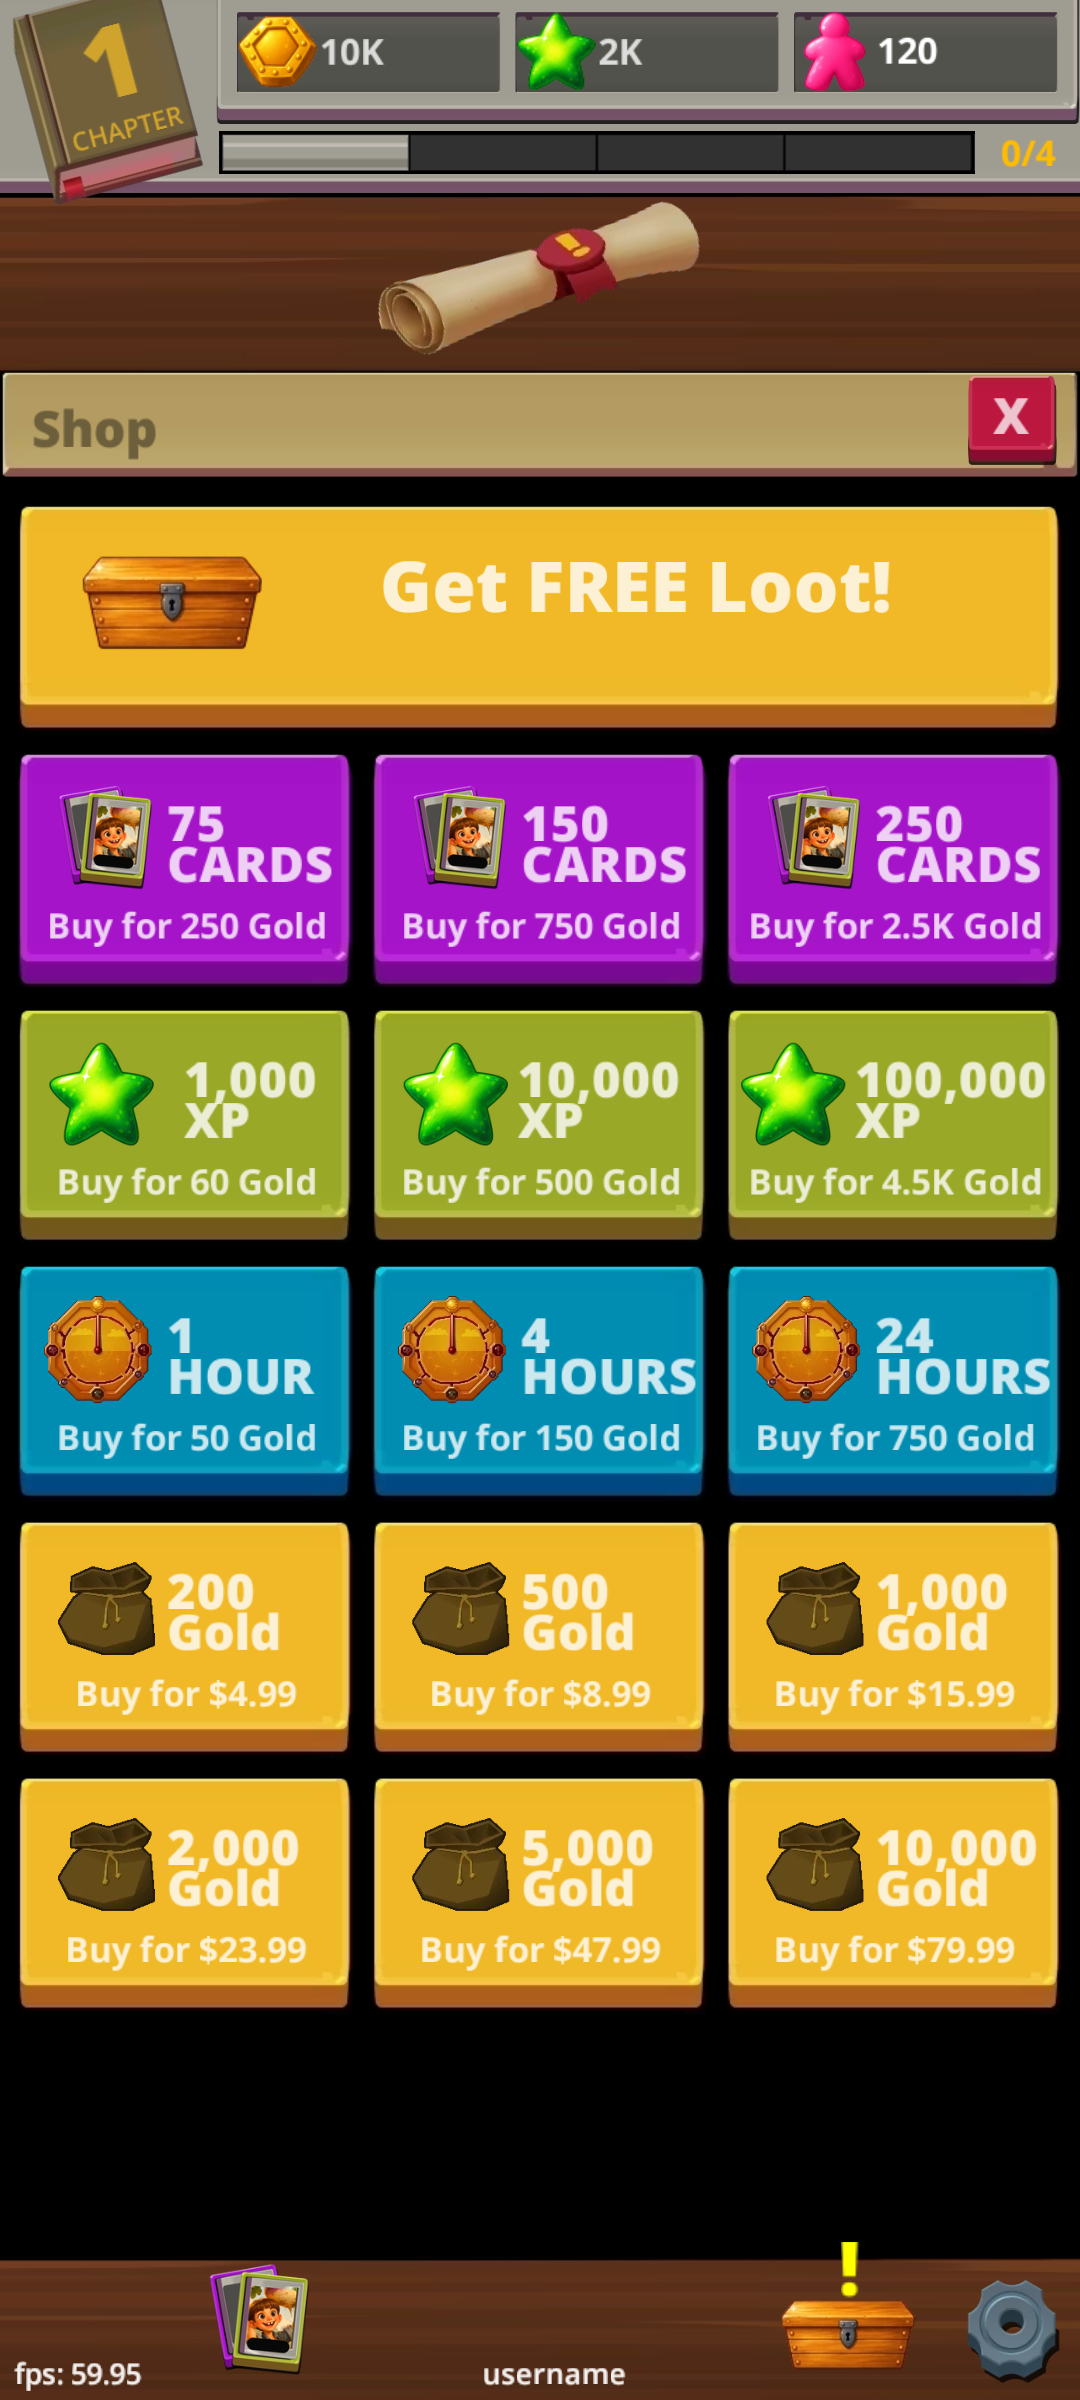 1
CHAPTER
10K
2K
120
0/4
Shop
X
Get FREE Loot!
75
CARDS
Buy for 250 Gold
150
CARDS
Buy for 750 Gold
250
CARDS
Buy for 2.5K Gold
1,000
XP
Buy for 60 Gold
10,000
XP
Buy for 500 Gold
100,000
XP
Buy for 4.5K Gold
1
HOUR
Buy for 50 Gold
4
HOURS
Buy for 150 Gold
24
HOURS
Buy for 750 Gold
200
Gold
Buy for $4.99
500
Gold
Buy for $8.99
1,000
Gold
Buy for $15.99
2,000
Gold
Buy for $23.99
5,000
Gold
Buy for $47.99
10,000
Gold
Buy for $79.99
!
fps: 59.95
username